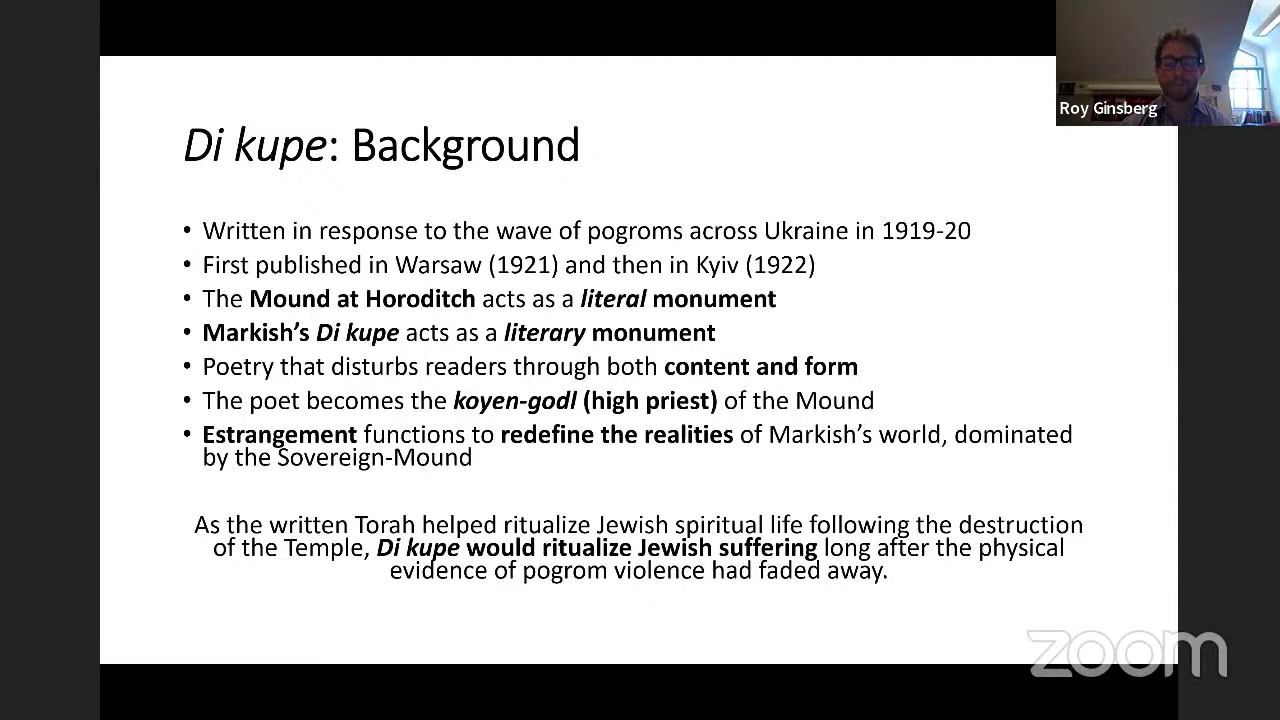 Roy Ginsberg
Di kupe: Background
• Written in response to the wave of pogroms across Ukraine in 1919-20
• First published in Warsaw (1921) and then in Kyiv (1922)
• The Mound at Horoditch acts as a literal monument
• Markish’s Di kupe acts as a literary monument
• Poetry that disturbs readers through both content and form
• The poet becomes the koyen-godl (high priest) of the Mound
• Estrangement functions to redefine the realities of Markish’s world, dominated
by the Sovereign-Mound
As the written Torah helped ritualize Jewish spiritual life following the destruction
of the Temple, Di kupe would ritualize Jewish suffering long after the physical
evidence of pogrom violence had faded away.
zoom